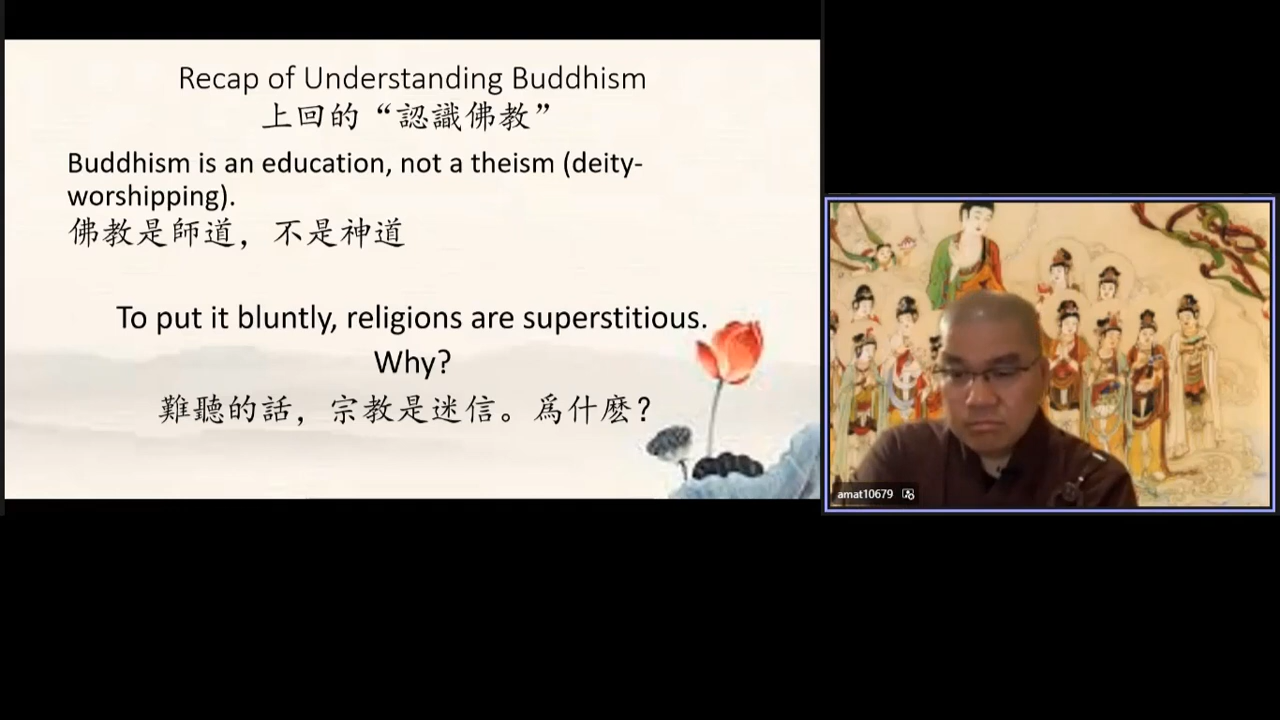 Recap of Understanding Buddhism
上回的“認識佛教”
Buddhism is an education, not a theism (deity-
worshipping).
佛教是師道，不是神道
To put it bluntly, religions are superstitious.
Why?
難聽的話，宗教是迷信。爲什麽？
amat10679